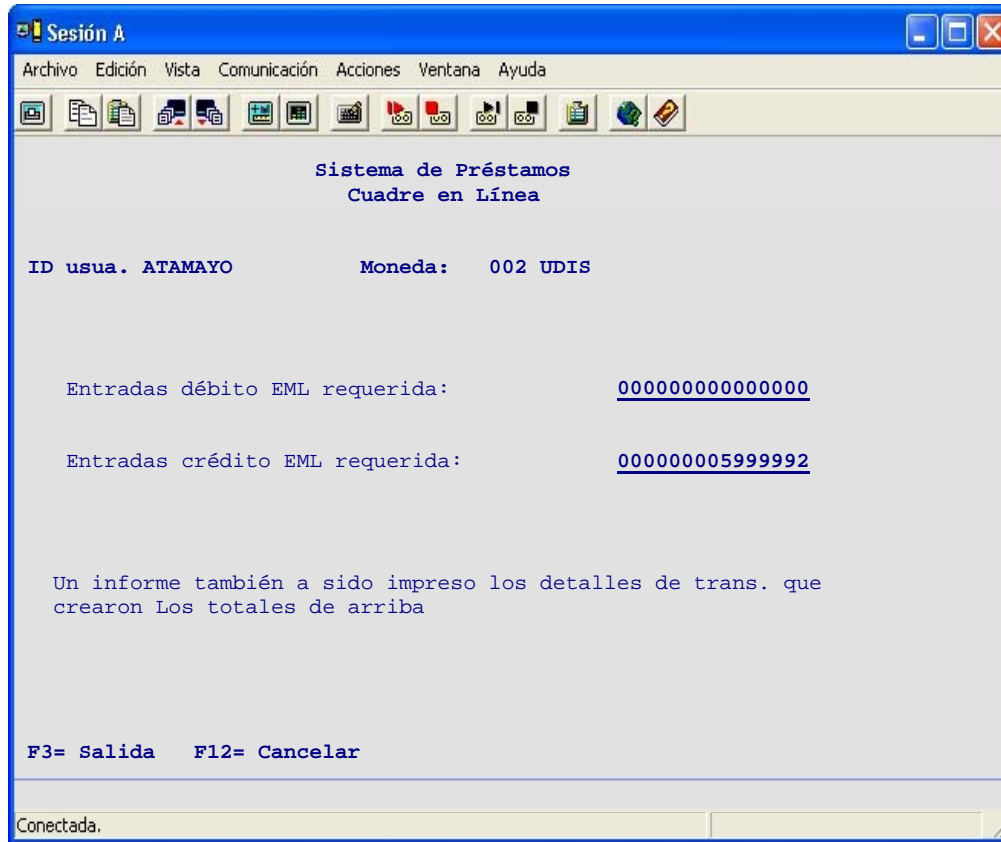 Sesión A
Archivo Edición Vista Comunicación Acciones Ventana Ayuda
Sistema de Préstamos
Cuadre en Línea
ID usua. ATAMAYO Moneda: 002 UDIS
Entradas débito EML requerida: 000000000000000
Entradas crédito EML requerida: 000000005999992
Un informe también a sido impreso los detalles de trans. que
crearon Los totales de arriba
F3= Salida F12= Cancelar
Conectada.